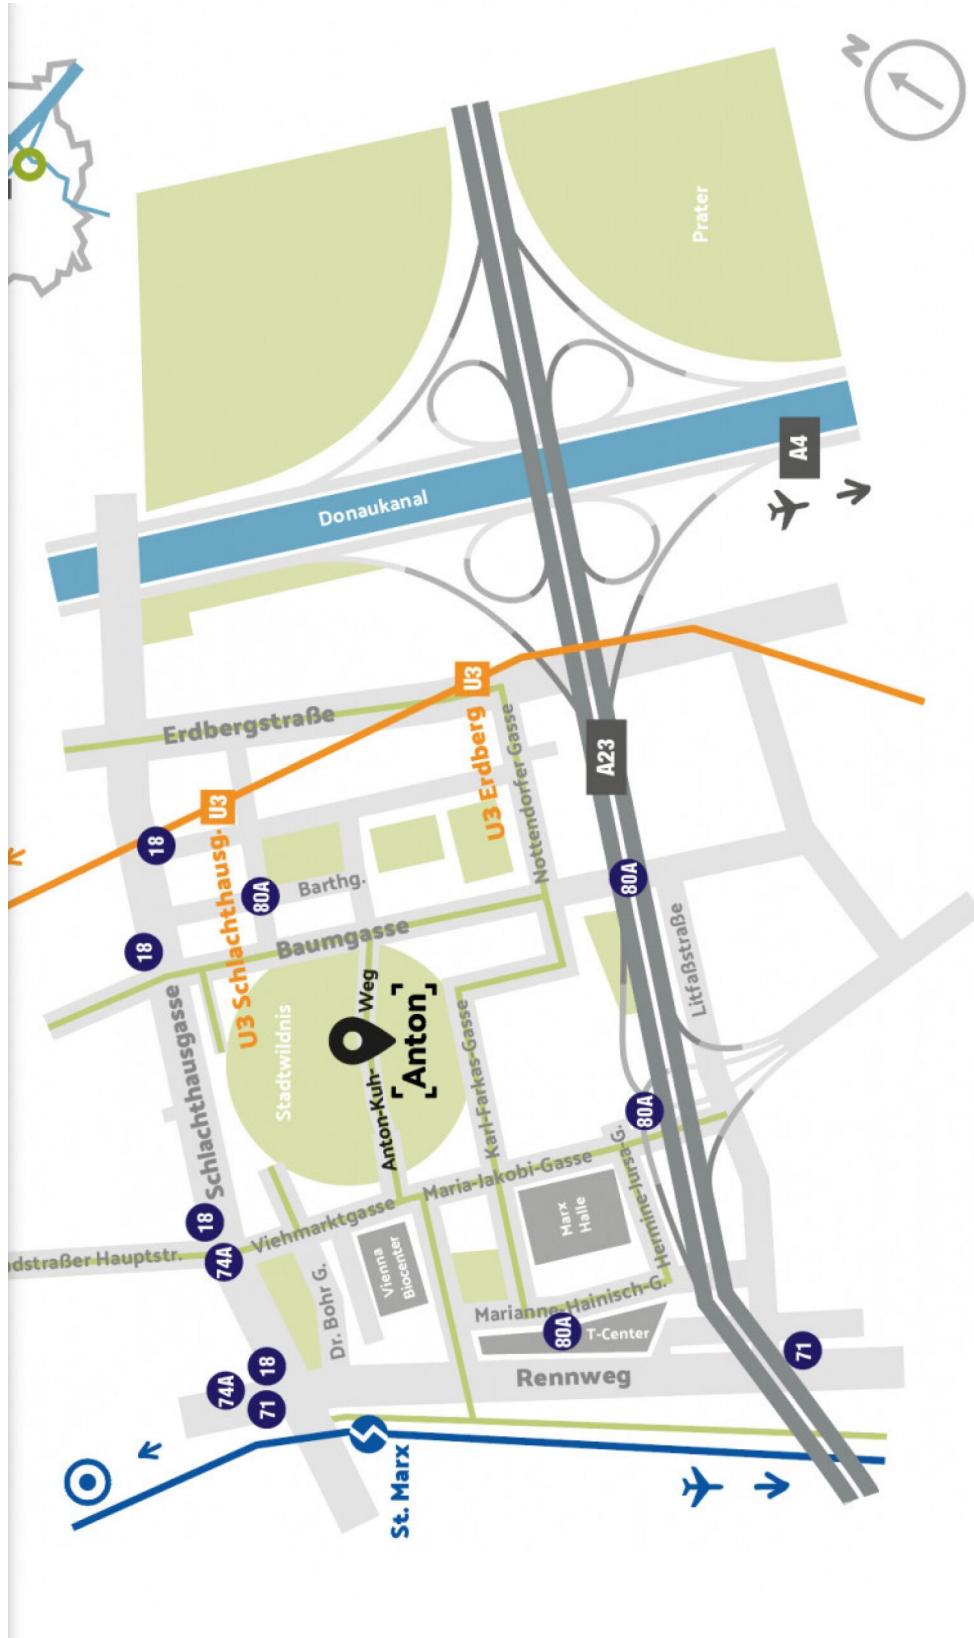 N
Prater
Donaukanal
A4
Erdbergstraße
U3
U3 Erdberg
Nottendorfer Gasse
A23
U3
U3 Schlachthausg.
18
80A
Barthg.
80A
18
Baumgasse
Schlachthausgasse
Litfaßstraße
Stadtwildnis
Anton-Kuh-
Weg
Anton
Karl-Farkas-Gasse
80A
18
74A
dstraßer Hauptstr.
Viehmarktgasse
Maria-Jakobi-Gasse
Hermine-Jursa-G.
Marx
Halle
Vienna
Biocenter
Dr. Bohr G.
Marianne-Hainisch-G.
80A
T-Center
Rennweg
74A
18
71
71
St. Marx